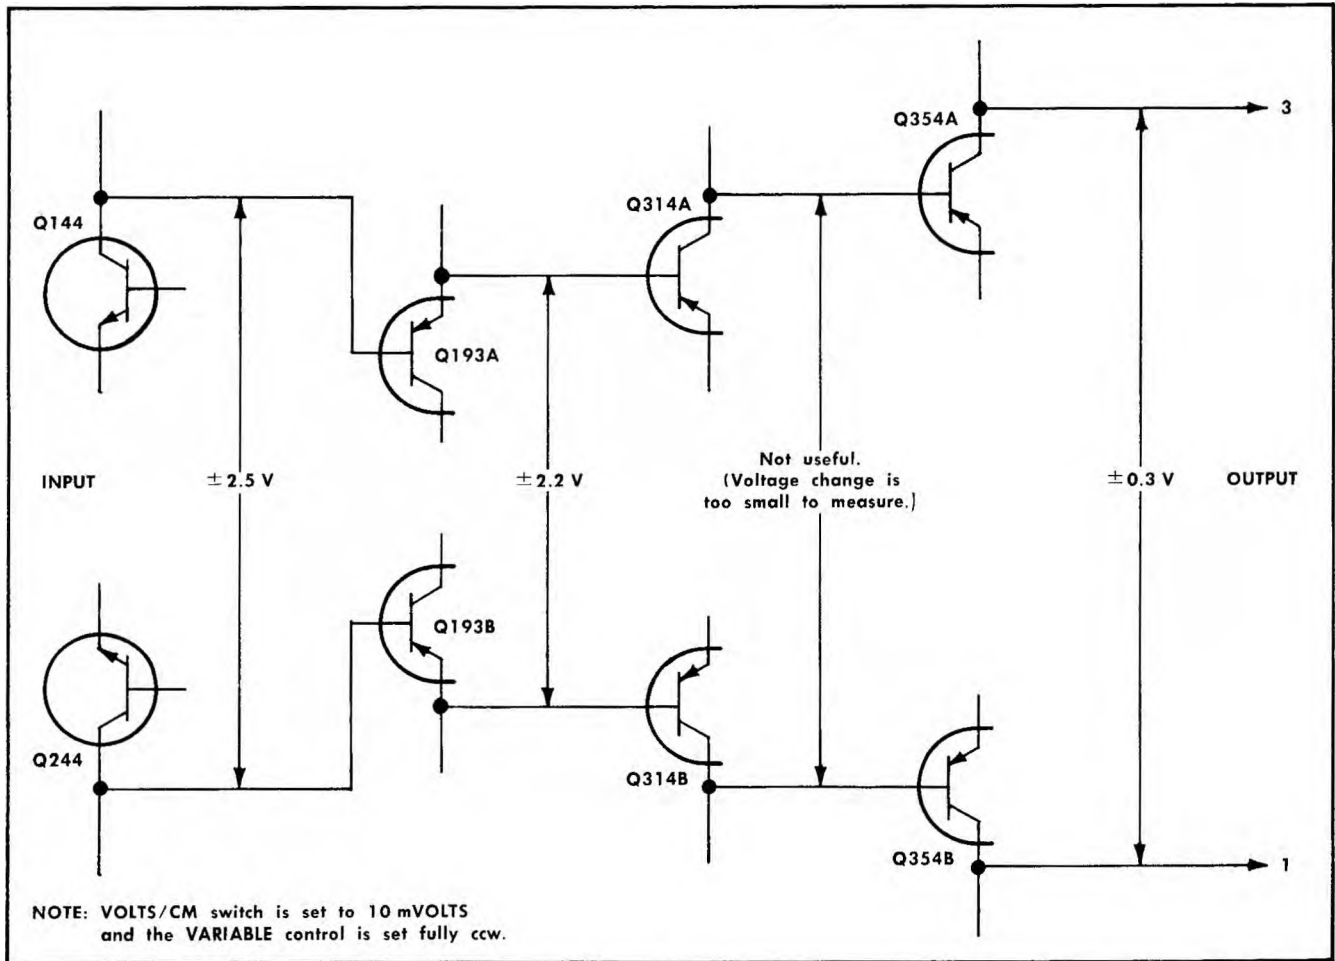 Q354A
3
Q144
Q314A
Q193A
INPUT
±2.5 V
±2.2 V
Not useful.
(Voltage change is
too small to measure.)
±0.3 V
OUTPUT
Q193B
Q244
Q314B
Q354B
1
NOTE: VOLTS/CM switch is set to 10 mVOLTS
and the VARIABLE control is set fully ccw.